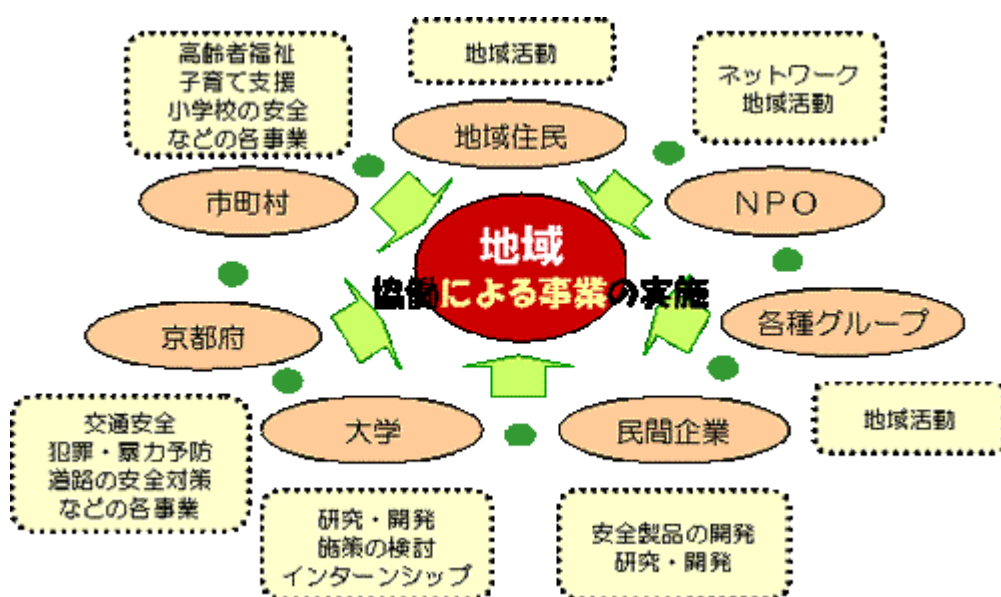 高齢者福祉
子育て支援
小学校の安全
などの各事業
地域活動
ネットワーク
地域活動
地域住民
市町村
NPO
地域
協働による事業の実施
京都府
各種グループ
交通安全
犯罪・暴力予防
道路の安全対策
などの各事業
大学
民間企業
地域活動
研究・開発
施策の検討
インターンシップ
安全製品の開発
研究・開発